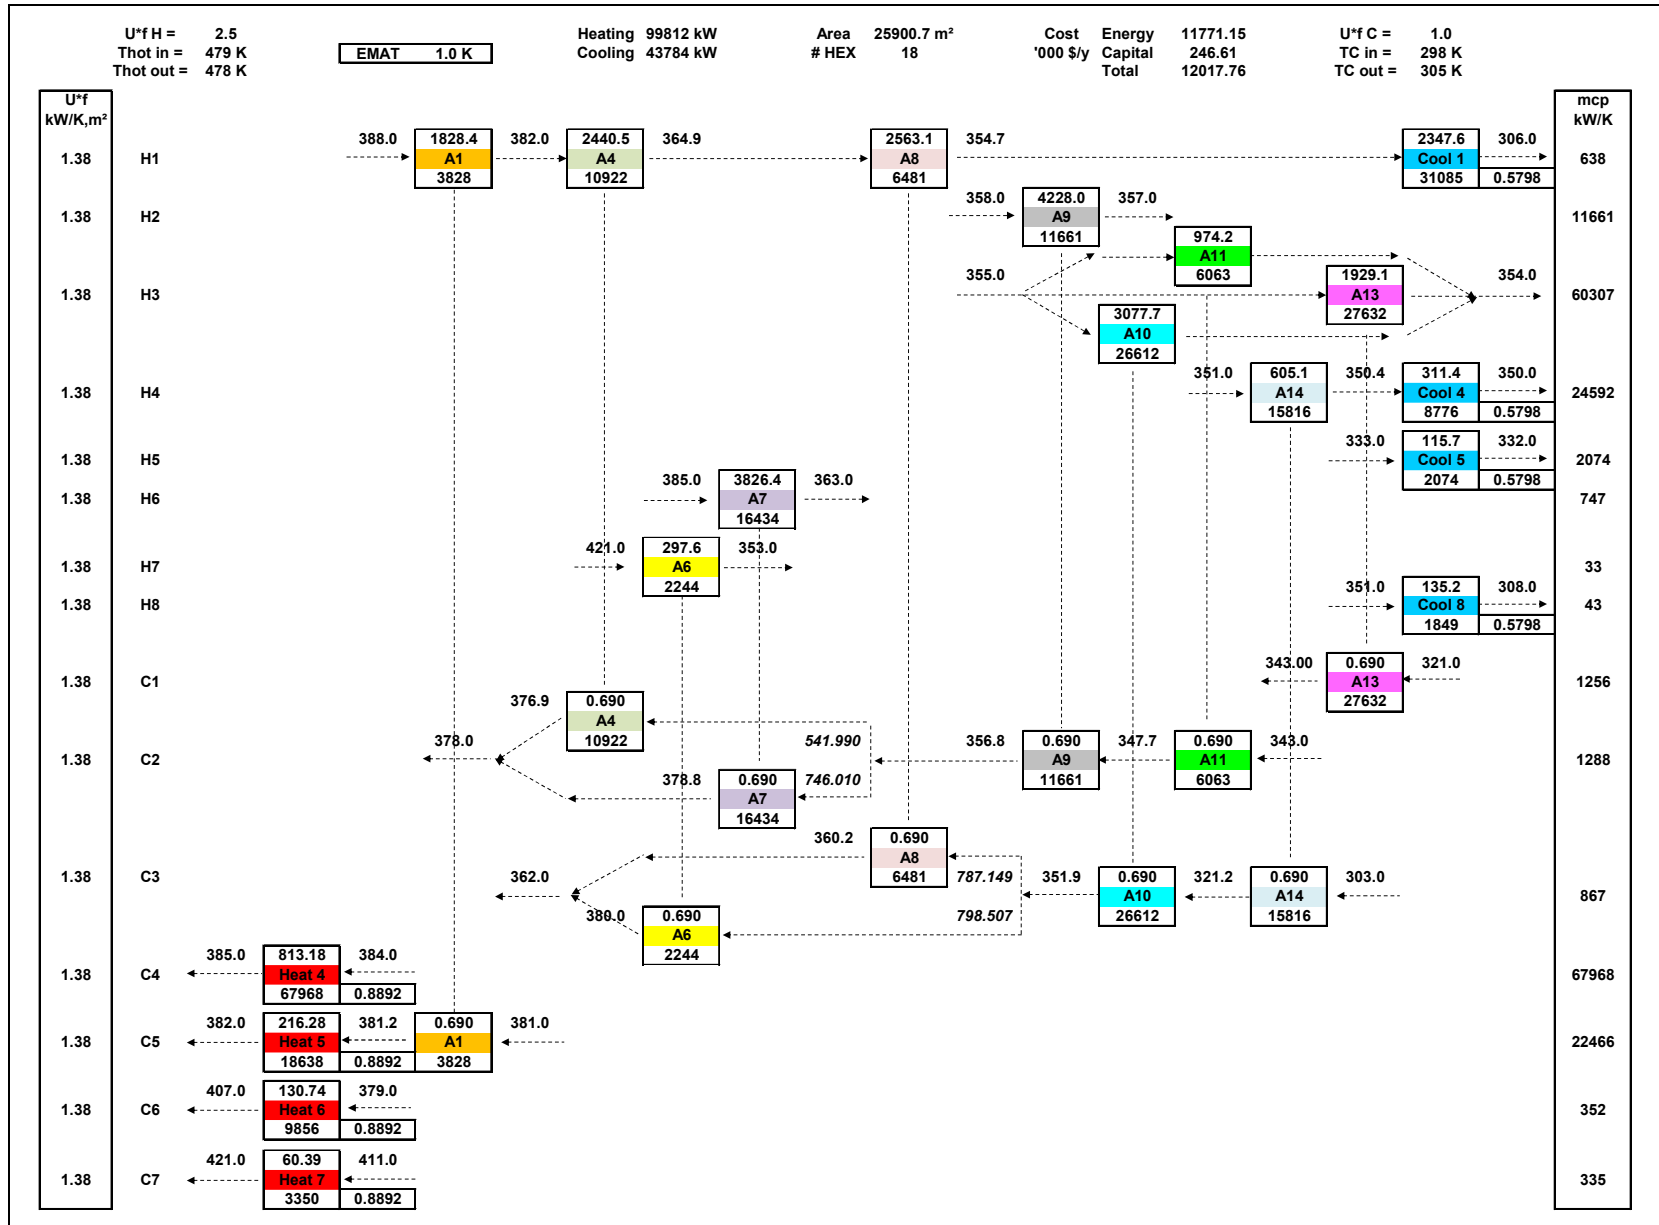 U*f H = 2.5 Heating 99812 kW Area 25900.7 m² Cost Energy 11771.15 U*f C = 1.0
Thot in = 479 K EMAT 1.0 K Cooling 43784 kW # HEX 18 '000 $/y Capital 246.61 TC in = 298 K
Thot out = 478 K Total 12017.76 TC out = 305 K
U*f mcp
kW/K,m² kW/K
388.0 1828.4 382.0 2440.5 364.9 2563.1 354.7 2347.6 306.0
1.38 H1 A1 A4 A8 Cool 1 638
3828 10922 6481 31085 0.5798
358.0 4228.0 357.0
1.38 H2 A9 11661
11661 974.2
A11
355.0 6063 1929.1 354.0
1.38 H3 A13 60307
3077.7 27632
A10
26612
351.0 605.1 350.4 311.4 350.0
1.38 H4 A14 Cool 4 24592
15816 8776 0.5798
333.0 115.7 332.0
1.38 H5 Cool 5 2074
385.0 3826.4 363.0 2074 0.5798
1.38 H6 A7 747
16434
421.0 297.6 353.0
1.38 H7 A6 33
2244 351.0 135.2 308.0
1.38 H8 Cool 8 43
1849 0.5798
343.00 0.690 321.0
1.38 C1 A13 1256
376.9 0.690 27632
A4
378.0 10922 541.990 356.8 0.690 347.7 0.690 343.0
1.38 C2 A9 A11 1288
378.8 0.690 746.010 11661 6063
A7
16434
360.2 0.690
A8
1.38 C3 362.0 6481 787.149 351.9 0.690 321.2 0.690 303.0 867
A10 A14
380.0 0.690 798.507 26612 15816
A6
385.0 813.18 384.0 2244
1.38 C4 Heat 4 67968
67968 0.8892
382.0 216.28 381.2 0.690 381.0
1.38 C5 Heat 5 A1 22466
18638 0.8892 3828
407.0 130.74 379.0
1.38 C6 Heat 6 352
9856 0.8892
421.0 60.39 411.0
1.38 C7 Heat 7 335
3350 0.8892